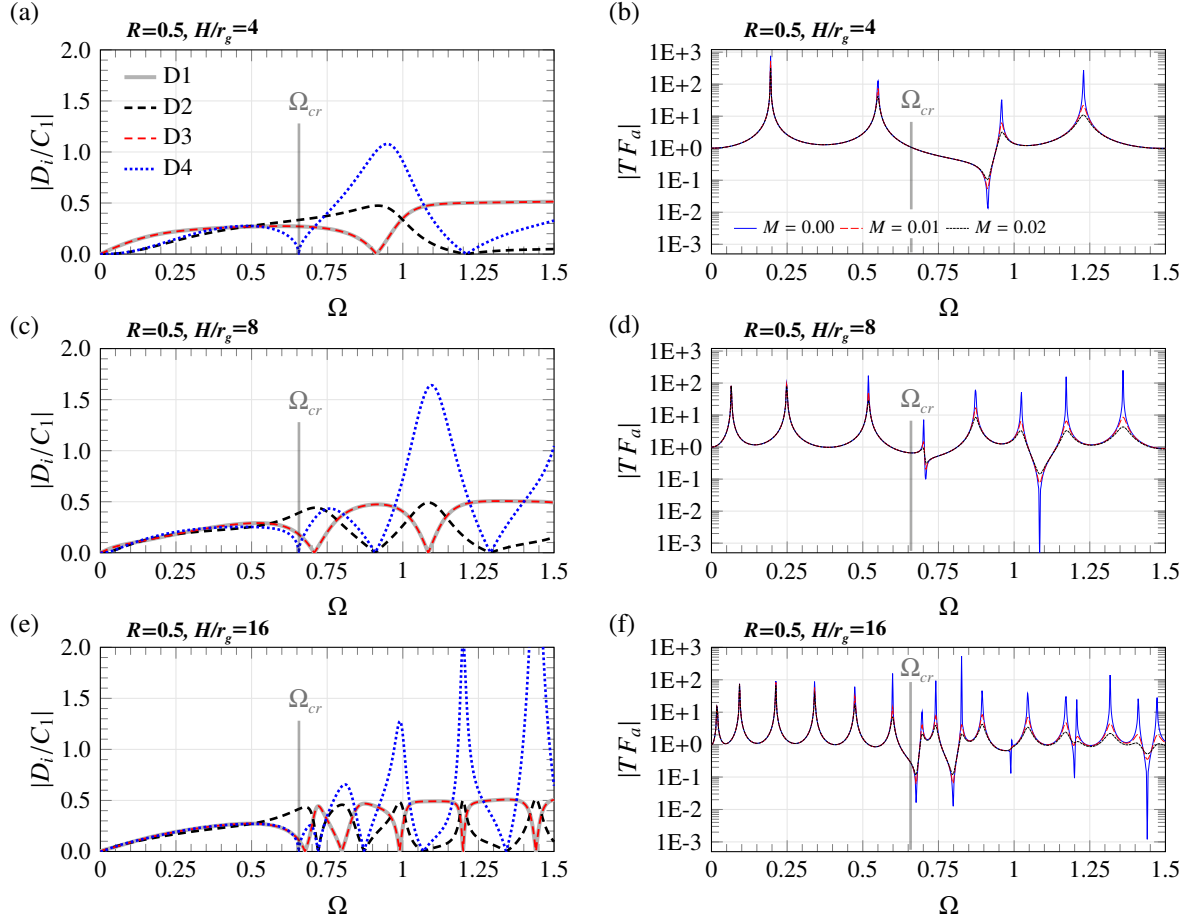 (a)
R=0.5, H/r_g=4
2.0
1.5
1.0
0.5
0.0
|D_i/C_1|
D1
D2
D3
D4
Ω_cr
0 0.25 0.5 0.75 1 1.25 1.5
Ω
(b)
R=0.5, H/r_g=4
1E+3
1E+2
1E+1
1E0
1E-1
1E-2
1E-3
|TF_a|
Ω_cr
M = 0.00 M = 0.01 M = 0.02
0 0.25 0.5 0.75 1 1.25 1.5
Ω
(c)
R=0.5, H/r_g=8
2.0
1.5
1.0
0.5
0.0
|D_i/C_1|
Ω_cr
0 0.25 0.5 0.75 1 1.25 1.5
Ω
(d)
R=0.5, H/r_g=8
1E+3
1E+2
1E+1
1E0
1E-1
1E-2
1E-3
|TF_a|
Ω_cr
0 0.25 0.5 0.75 1 1.25 1.5
Ω
(e)
R=0.5, H/r_g=16
2.0
1.5
1.0
0.5
0.0
|D_i/C_1|
Ω_cr
0 0.25 0.5 0.75 1 1.25 1.5
Ω
(f)
R=0.5, H/r_g=16
1E+3
1E+2
1E+1
1E0
1E-1
1E-2
1E-3
|TF_a|
Ω_cr
0 0.25 0.5 0.75 1 1.25 1.5
Ω